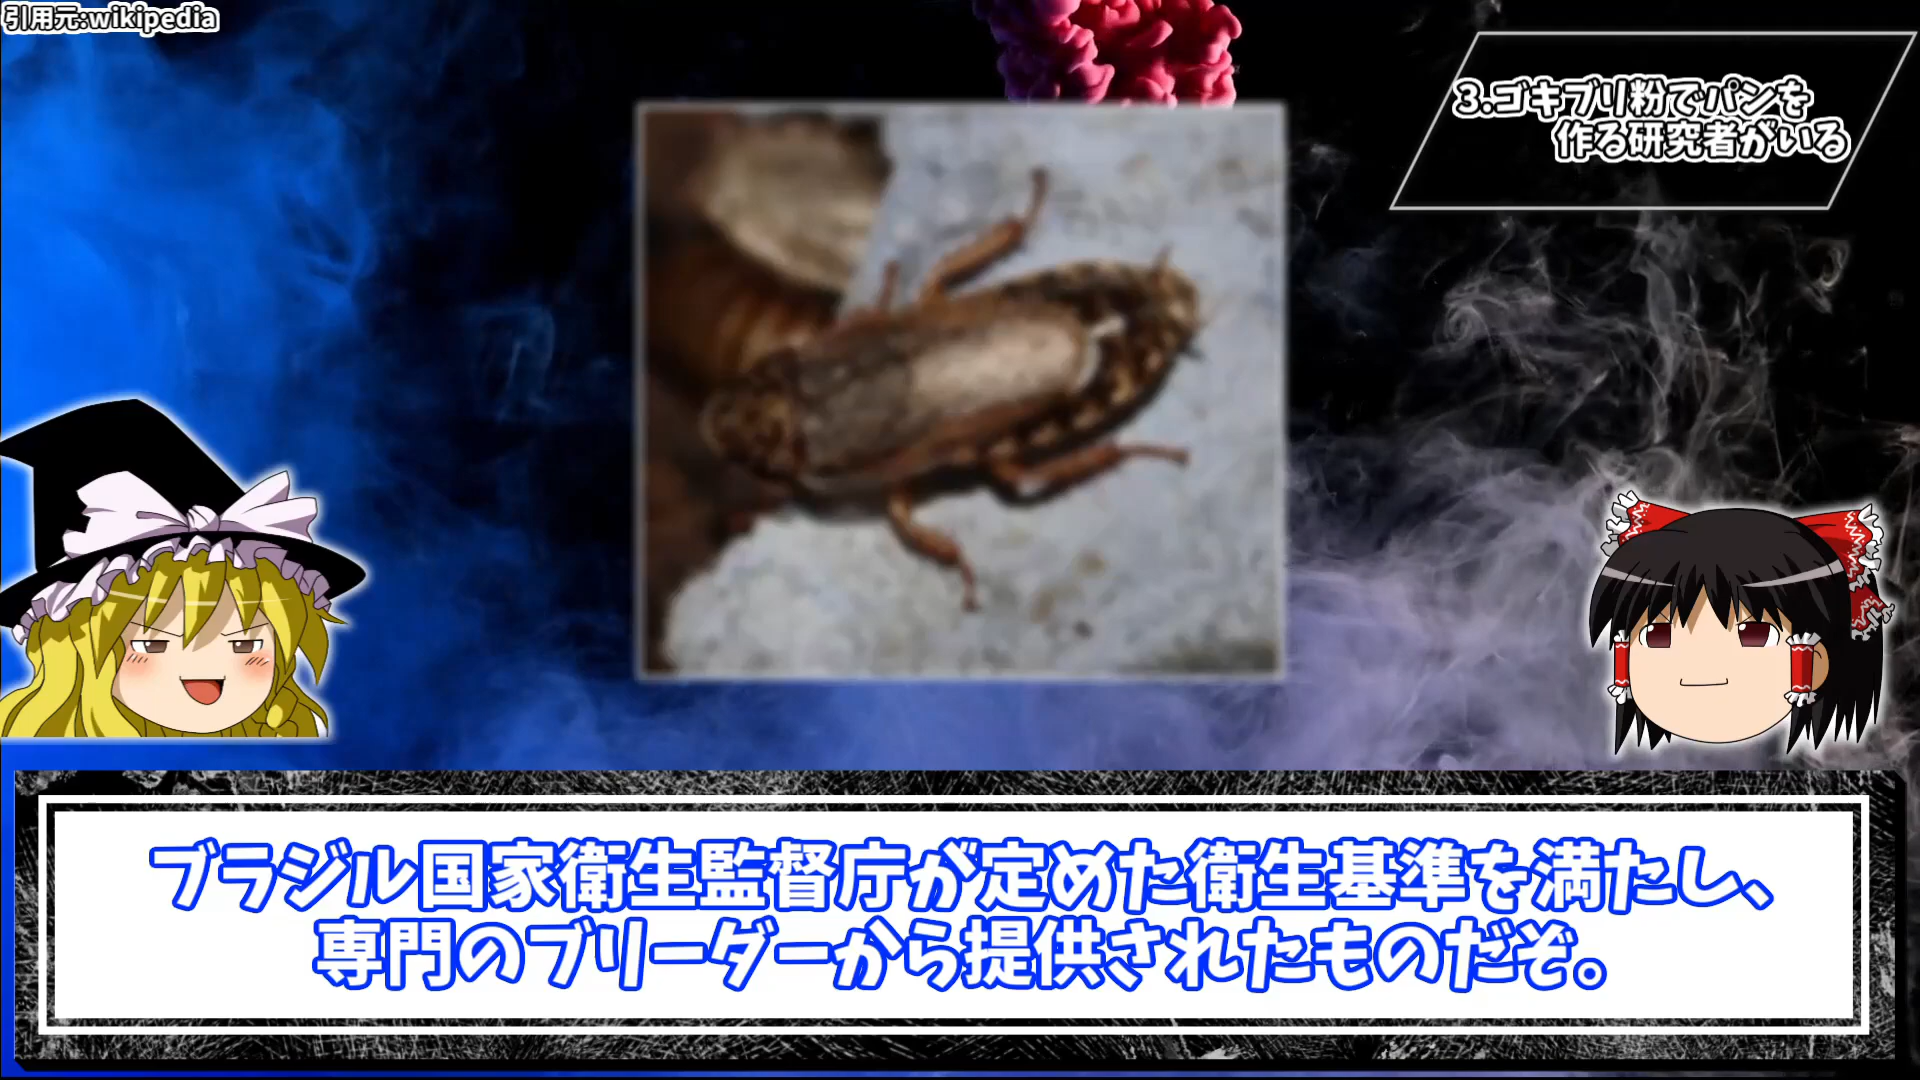 引用元:wikipedia
3.ゴキブリ粉でパンを
作る研究者がいる
ブラジル国家衛生監督庁が定めた衛生基準を満たし、
専門のブリーダーから提供されたものだぞ。